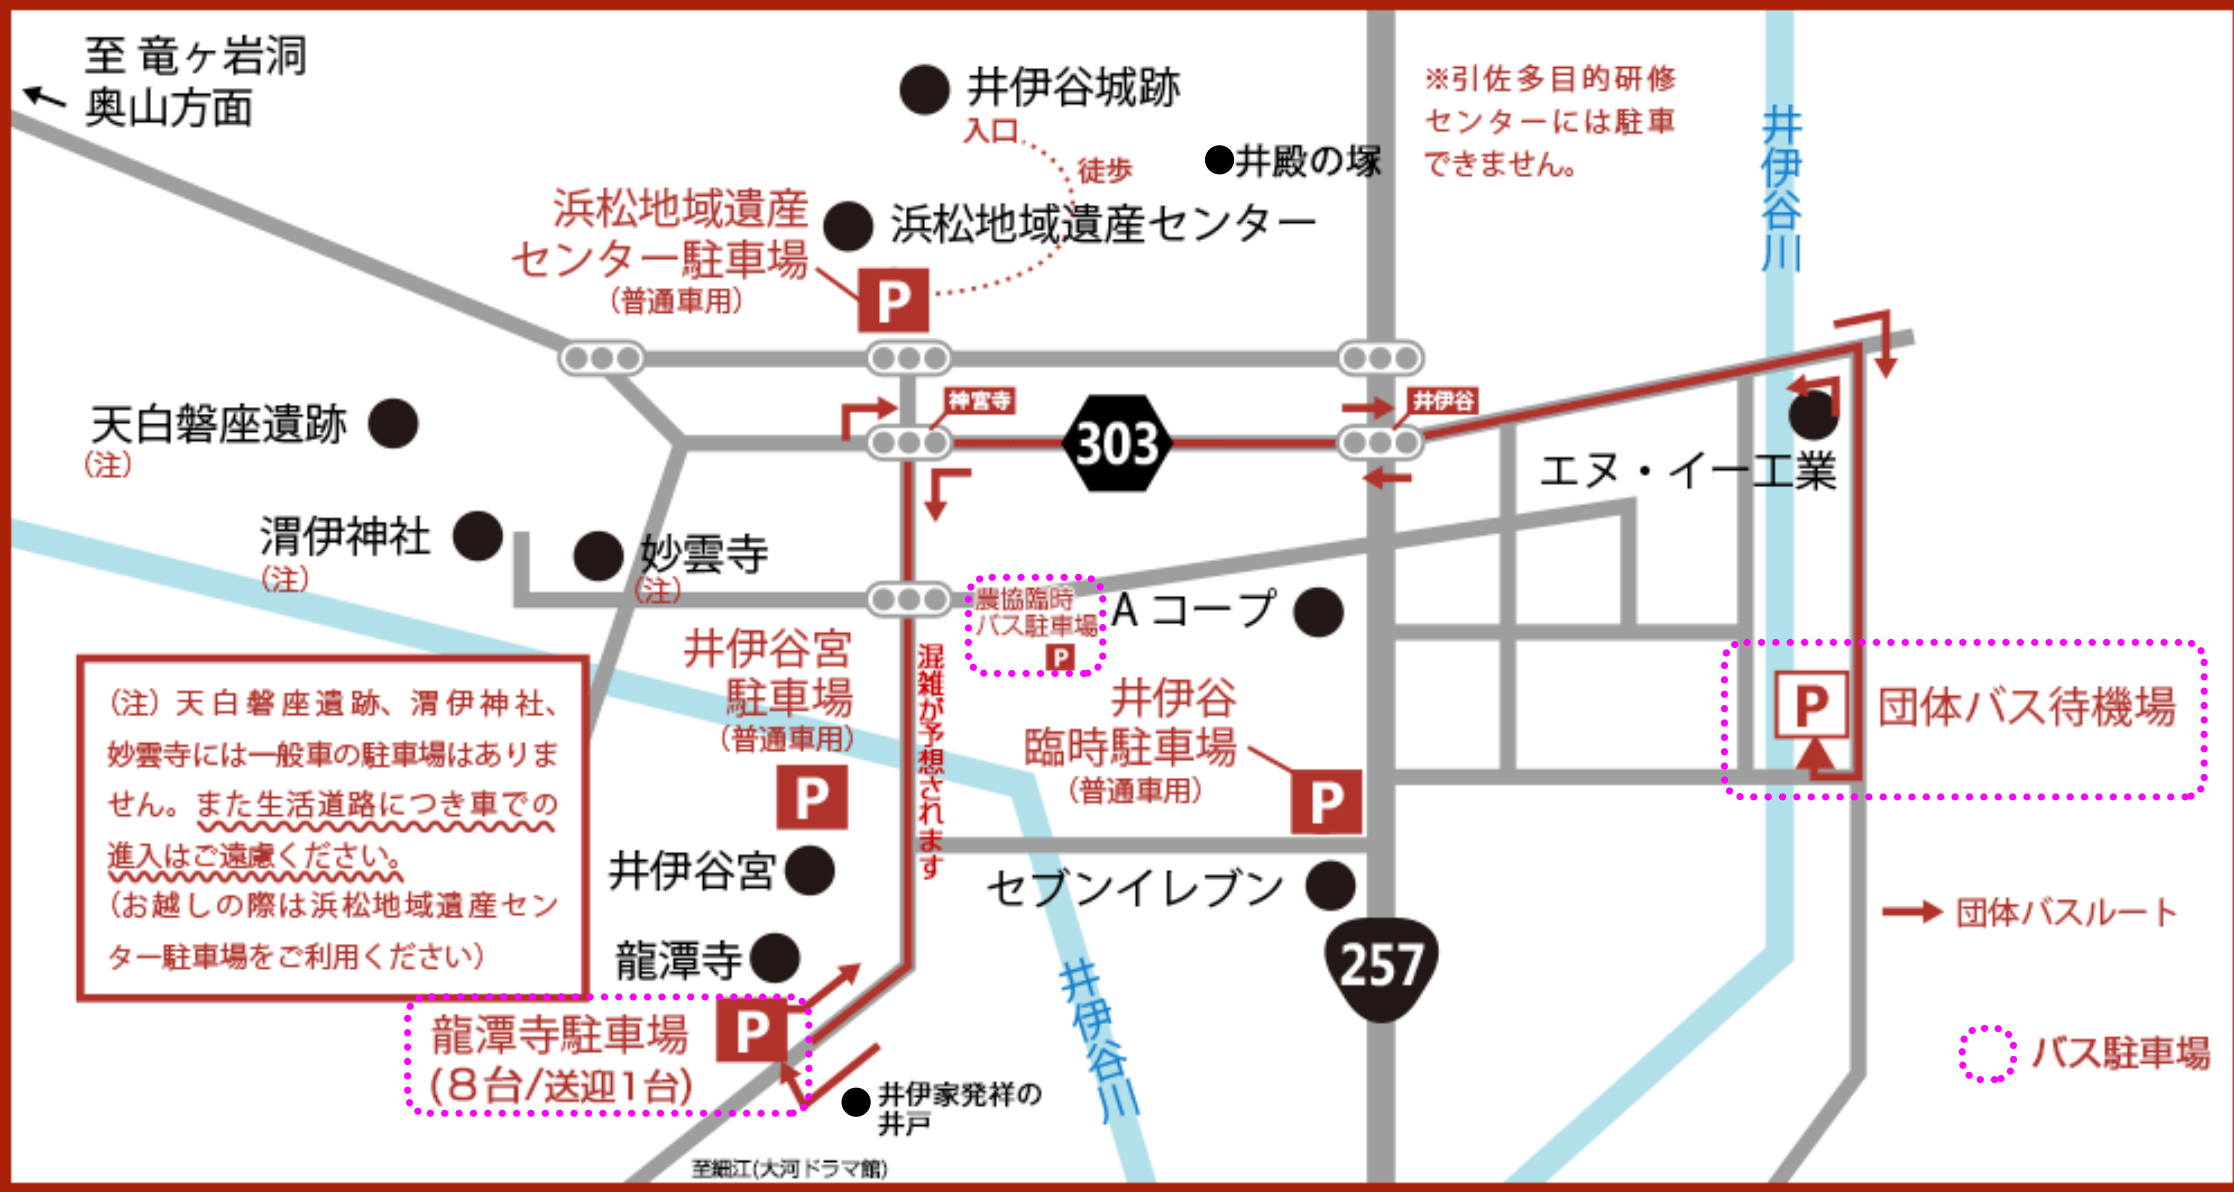 至 竜ヶ岩洞
奥山方面
井伊谷城跡
入口
徒歩
井殿の塚
※引佐多目的研修
センターには駐車
できません。
井伊谷川
浜松地域遺産
センター駐車場
(普通車用)
P
浜松地域遺産センター
天白磐座遺跡
(注)
神宮寺
303
井伊谷
エヌ・イー工業
渭伊神社
(注)
妙雲寺
(注)
農協臨時
バス駐車場
P
A コープ
井伊谷宮
駐車場
(普通車用)
P
混雑が予想されます
井伊谷
臨時駐車場
(普通車用)
P
P
団体バス待機場
(注)天白磐座遺跡、渭伊神社、
妙雲寺には一般車の駐車場はありま
せん。また生活道路につき車での
進入はご遠慮ください。
(お越しの際は浜松地域遺産セン
ター駐車場をご利用ください)
井伊谷宮
セブンイレブン
龍潭寺
257
団体バスルート
龍潭寺駐車場
(8台/送迎1台)
P
井伊谷川
井伊家発祥の
井戸
バス駐車場
至細江(大河ドラマ館)